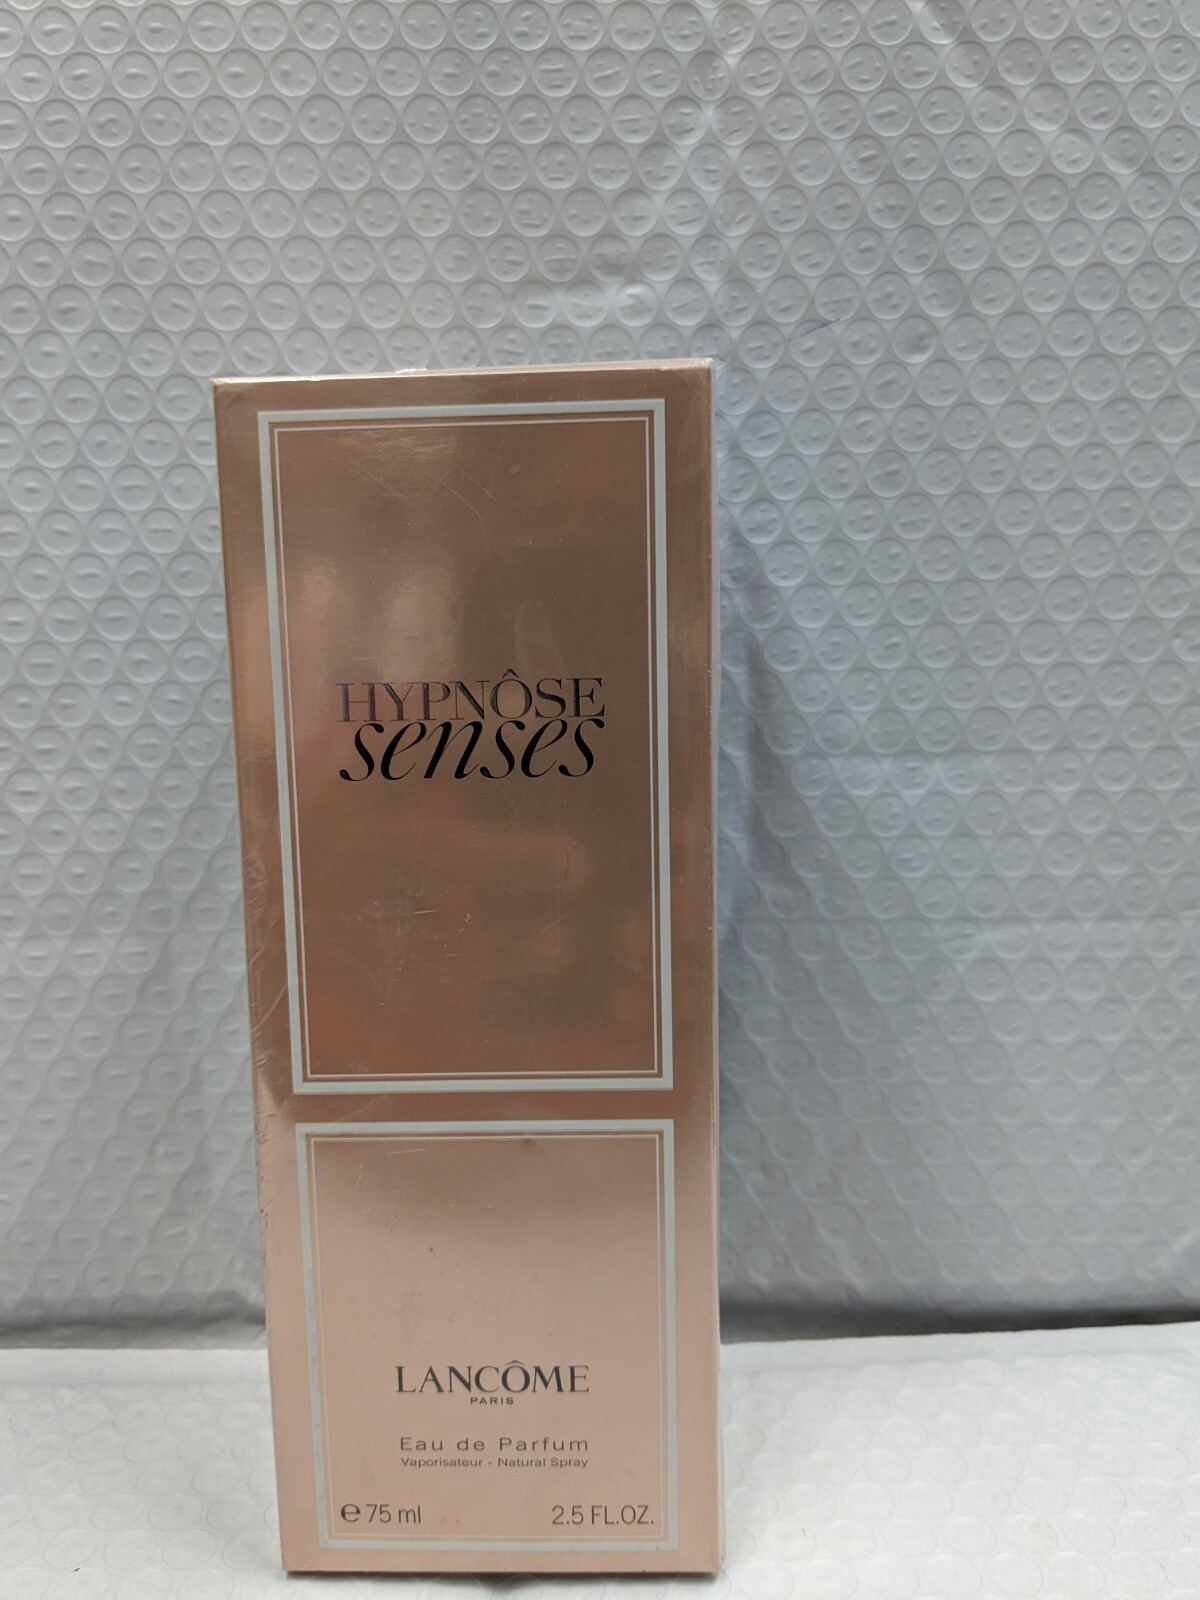 HYPNÔSE
senses
LANCÔME
PARIS
Eau de Parfum
Vaporisateur - Natural Spray
℮ 75 ml 2.5 FL.OZ.